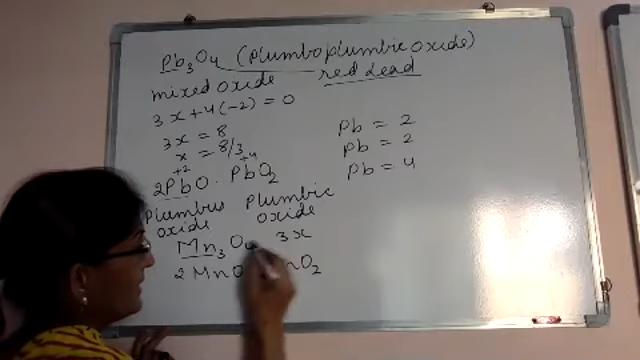 Pb3O4 (Plumboplumbic oxide)
mixed oxide red lead
3x + 4(-2) = 0
3x = 8
x = 8/3
+2 +4
2PbO · PbO2
Plumbus Plumbic
oxide oxide
Pb = 2
Pb = 2
Pb = 4
Mn3O 3x
2 MnO nO2